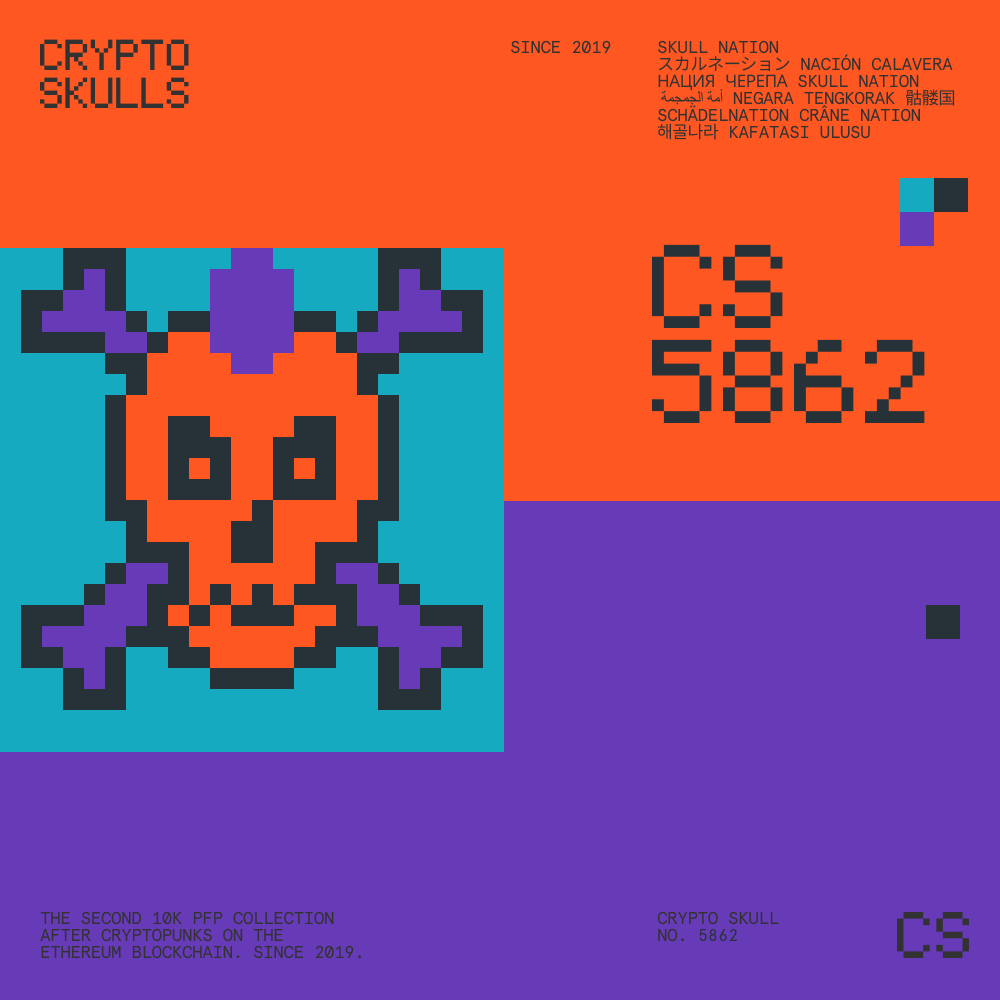 CRYPTO
SKULLS
SINCE 2019
SKULL NATION
スカルネーション NACIÓN CALAVERA
НАЦИЯ ЧЕРЕПА SKULL NATION
أمة الجمجمة NEGARA TENGKORAK 骷髅国
SCHÄDELNATION CRÂNE NATION
해골나라 KAFATASI ULUSU
CS
5862
THE SECOND 10K PFP COLLECTION
AFTER CRYPTOPUNKS ON THE
ETHEREUM BLOCKCHAIN. SINCE 2019.
CRYPTO SKULL
NO. 5862
CS